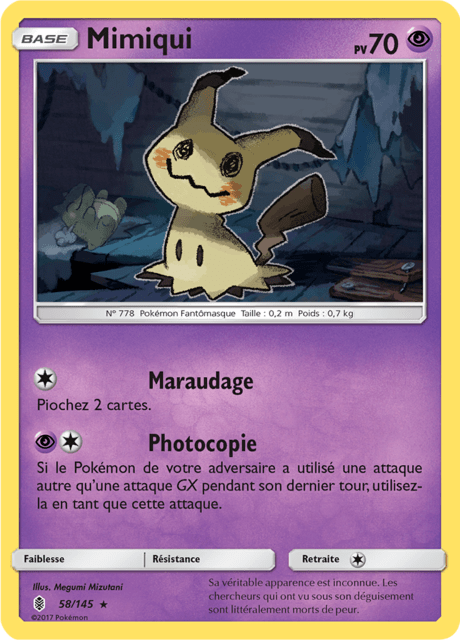 BASE Mimiqui PV70
N° 778 Pokémon Fantômasque Taille : 0,2 m Poids : 0,7 kg
Maraudage
Piochez 2 cartes.
Photocopie
Si le Pokémon de votre adversaire a utilisé une attaque
autre qu'une attaque GX pendant son dernier tour, utilisez-
la en tant que cette attaque.
Faiblesse Résistance Retraite
Illus. Megumi Mizutani
58/145
©2017 Pokémon
Sa véritable apparence est inconnue. Les
chercheurs qui ont vu sous son déguisement
sont littéralement morts de peur.